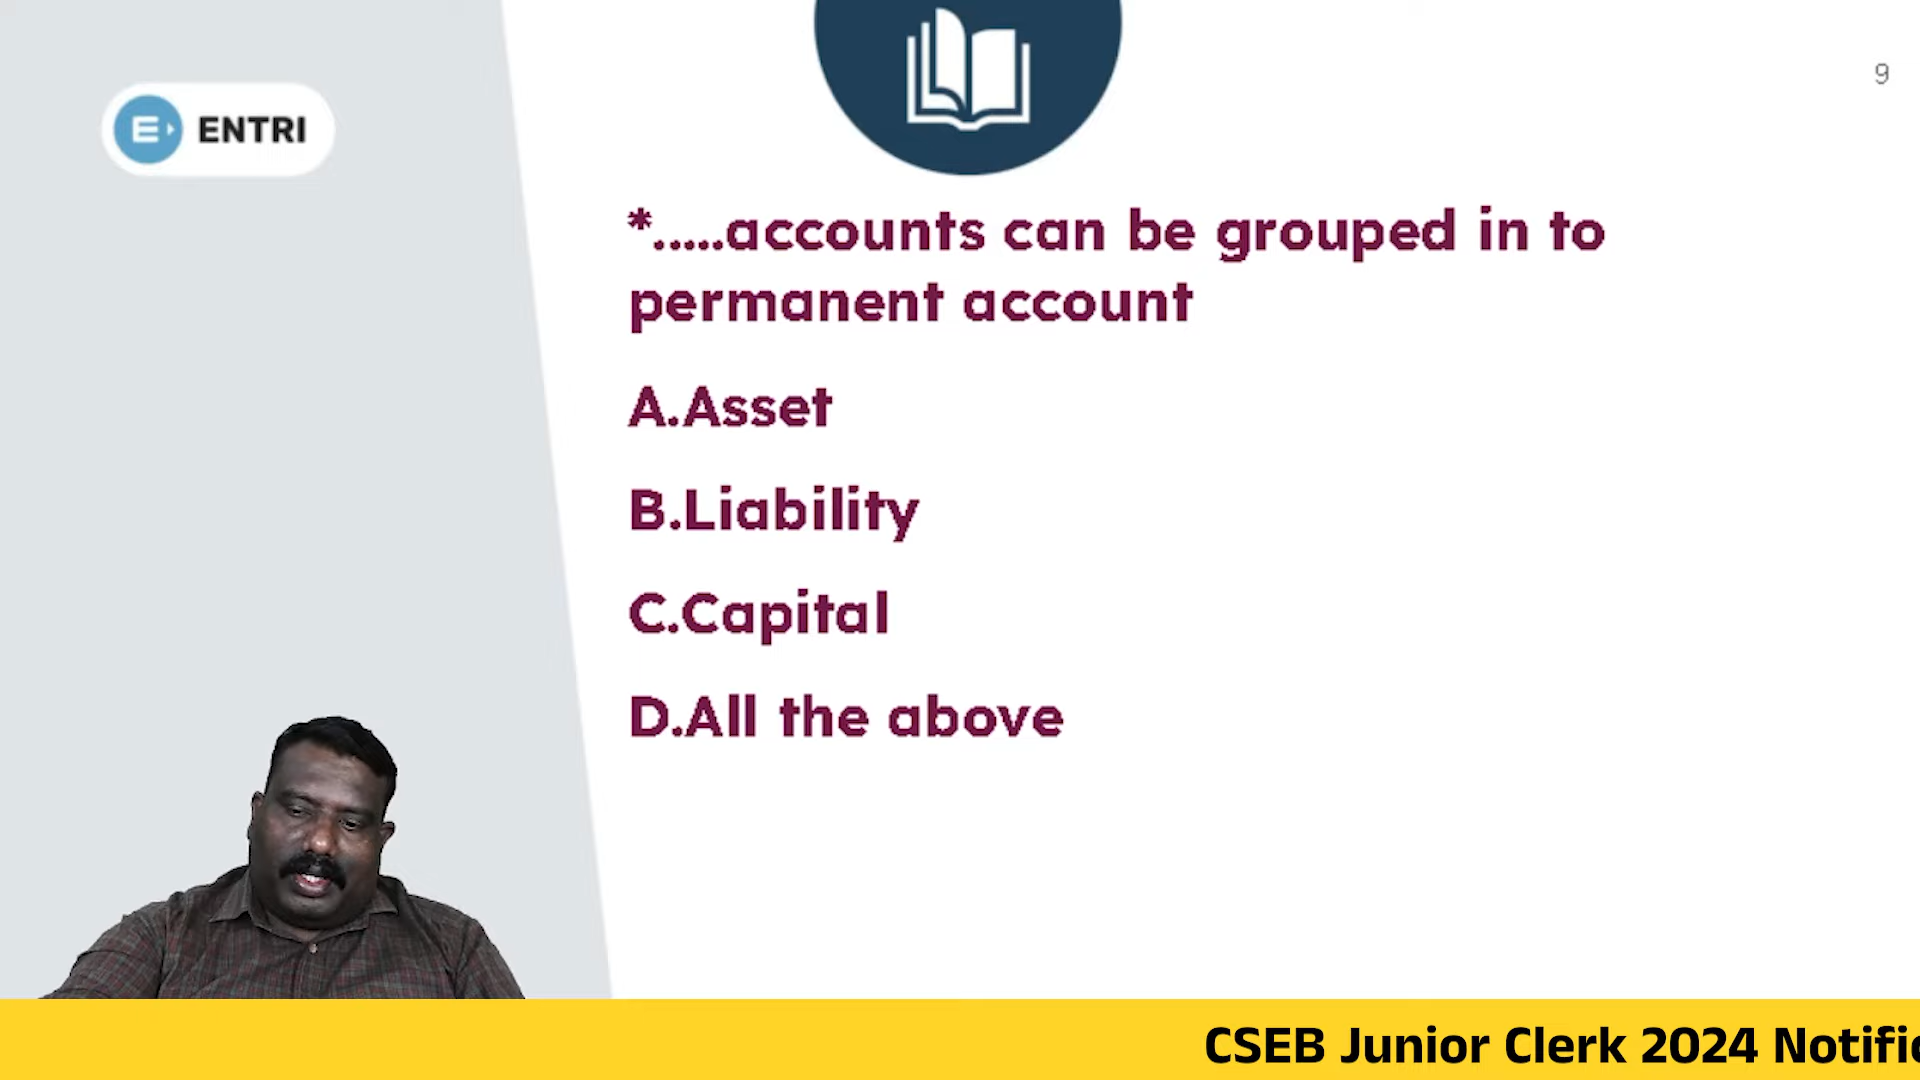 9
ENTRI
*.....accounts can be grouped in to
permanent account
A.Asset
B.Liability
C.Capital
D.All the above
CSEB Junior Clerk 2024